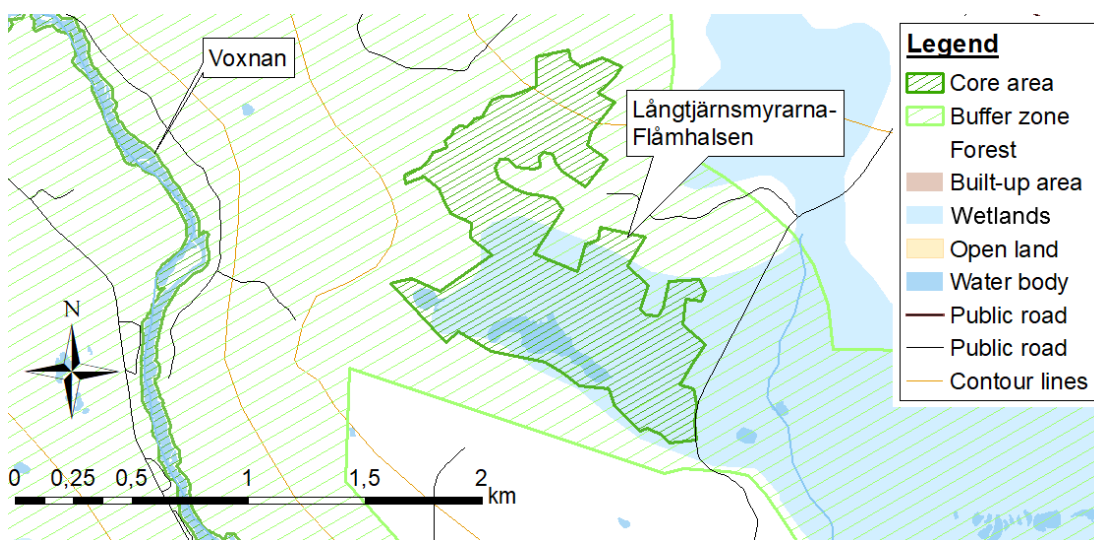 Voxnan
Långtjärnsmyrarna-
Flåmhalsen
Legend
Core area
Buffer zone
Forest
Built-up area
Wetlands
Open land
Water body
Public road
Public road
Contour lines
N
0 0,25 0,5 1 1,5 2
km